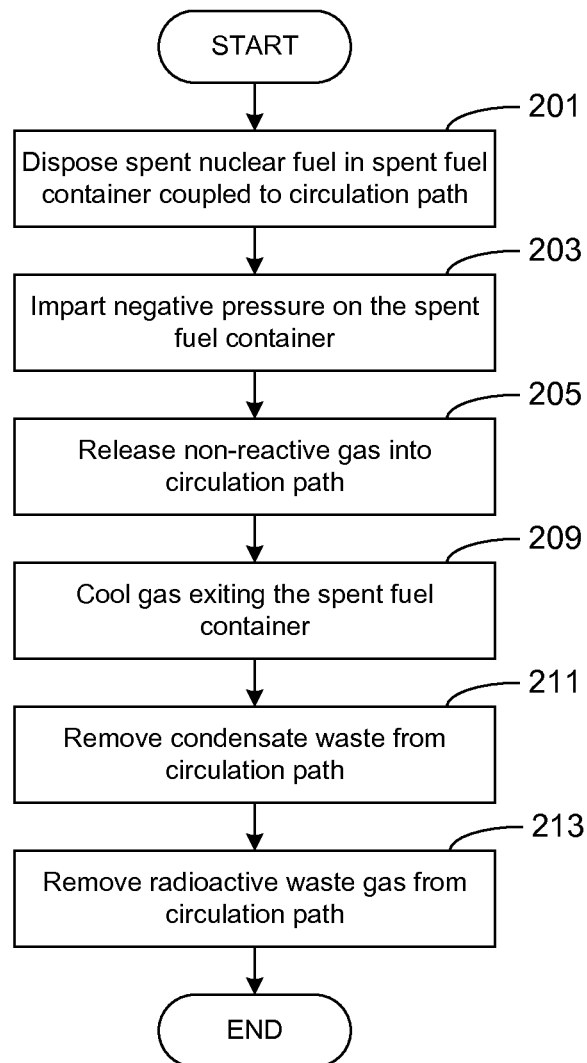 START
201
Dispose spent nuclear fuel in spent fuel
container coupled to circulation path
203
Impart negative pressure on the spent
fuel container
205
Release non-reactive gas into
circulation path
209
Cool gas exiting the spent fuel
container
211
Remove condensate waste from
circulation path
213
Remove radioactive waste gas from
circulation path
END